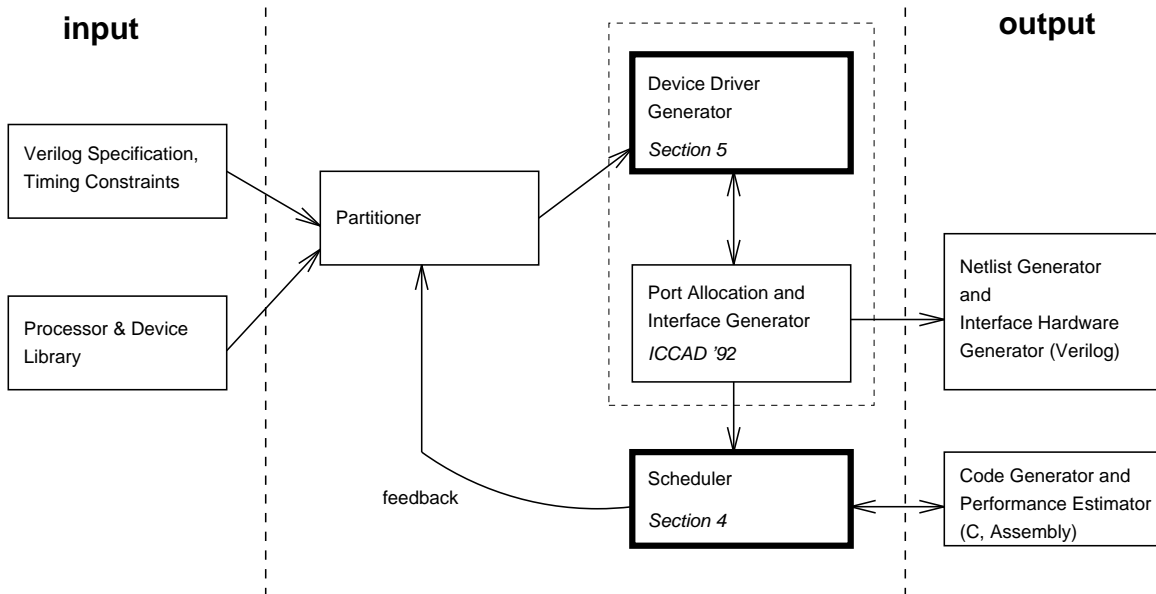 input
output
Verilog Specification,
Timing Constraints
Processor & Device
Library
Partitioner
feedback
Device Driver
Generator
Section 5
Port Allocation and
Interface Generator
ICCAD '92
Scheduler
Section 4
Netlist Generator
and
Interface Hardware
Generator (Verilog)
Code Generator and
Performance Estimator
(C, Assembly)